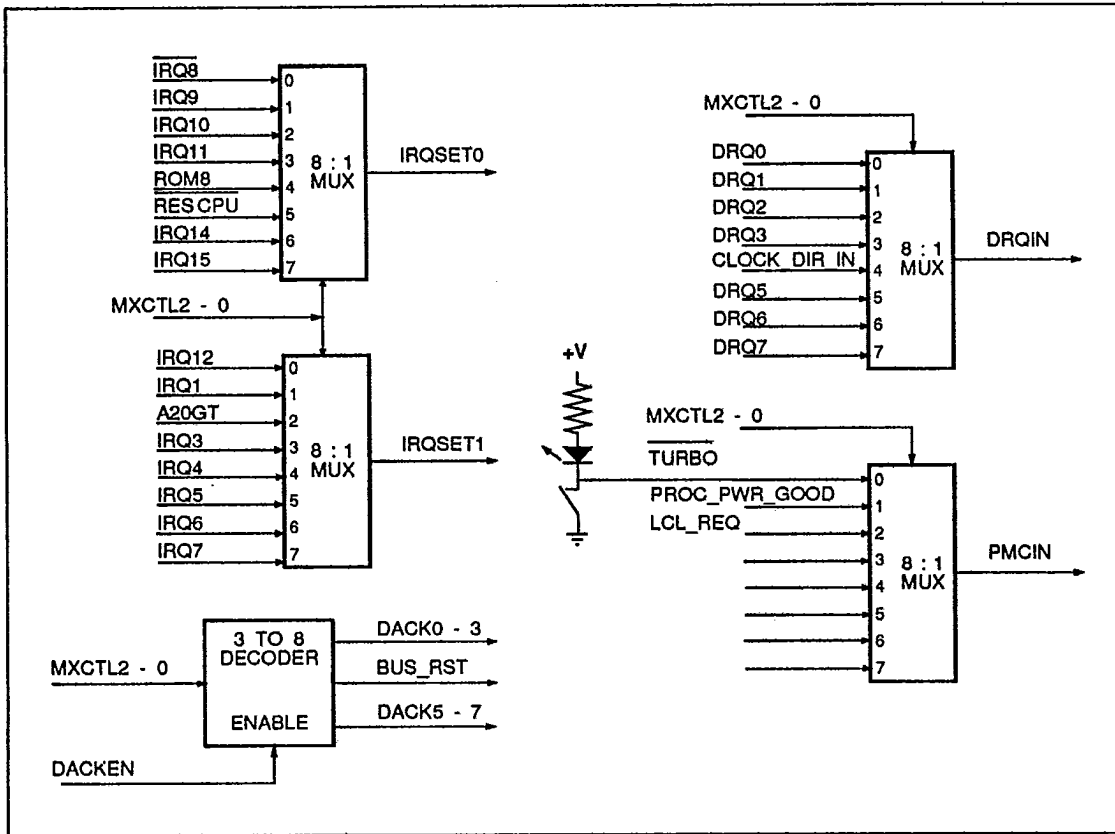 IRQ8
IRQ9
IRQ10
IRQ11
ROM8
RESCPU
IRQ14
IRQ15
0
1
2
3
4
5
6
7
8 : 1
MUX
IRQSET0
MXCTL2 - 0
IRQ12
IRQ1
A20GT
IRQ3
IRQ4
IRQ5
IRQ6
IRQ7
0
1
2
3
4
5
6
7
8 : 1
MUX
IRQSET1
MXCTL2 - 0
3 TO 8
DECODER
ENABLE
DACKEN
DACK0 - 3
BUS_RST
DACK5 - 7
MXCTL2 - 0
DRQ0
DRQ1
DRQ2
DRQ3
CLOCK_DIR IN
DRQ5
DRQ6
DRQ7
0
1
2
3
4
5
6
7
8 : 1
MUX
DRQIN
+V
MXCTL2 - 0
TURBO
PROC_PWR_GOOD
LCL_REQ
0
1
2
3
4
5
6
7
8 : 1
MUX
PMCIN